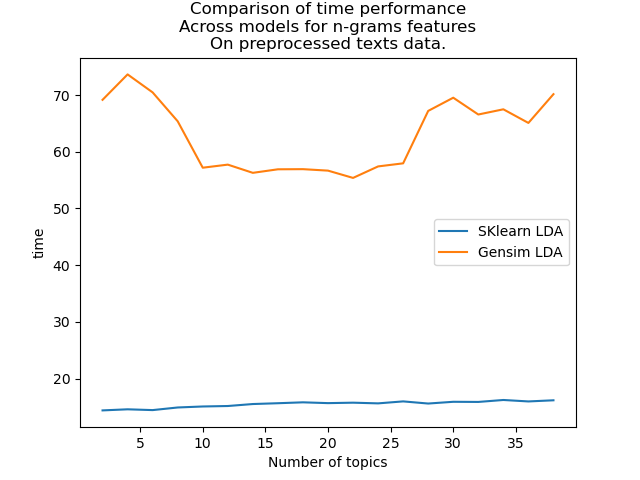 Comparison of time performance
Across models for n-grams features
On preprocessed texts data.
70
60
50
40
30
20
time
SKlearn LDA
Gensim LDA
5 10 15 20 25 30 35
Number of topics